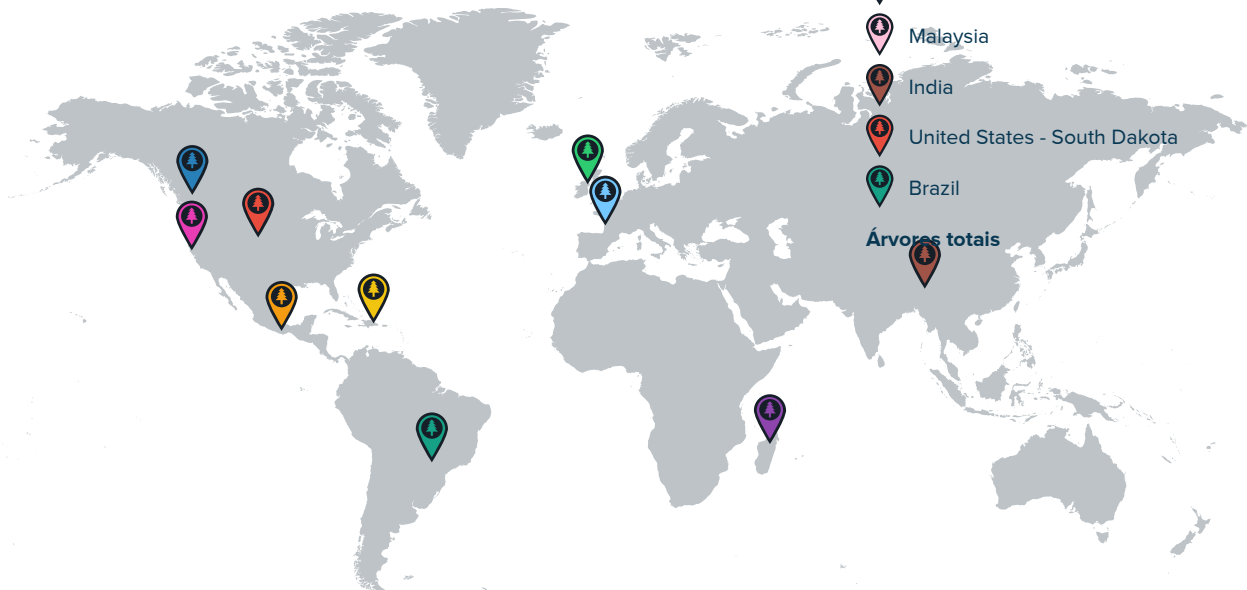 Malaysia
India
United States - South Dakota
Brazil
Árvores totais